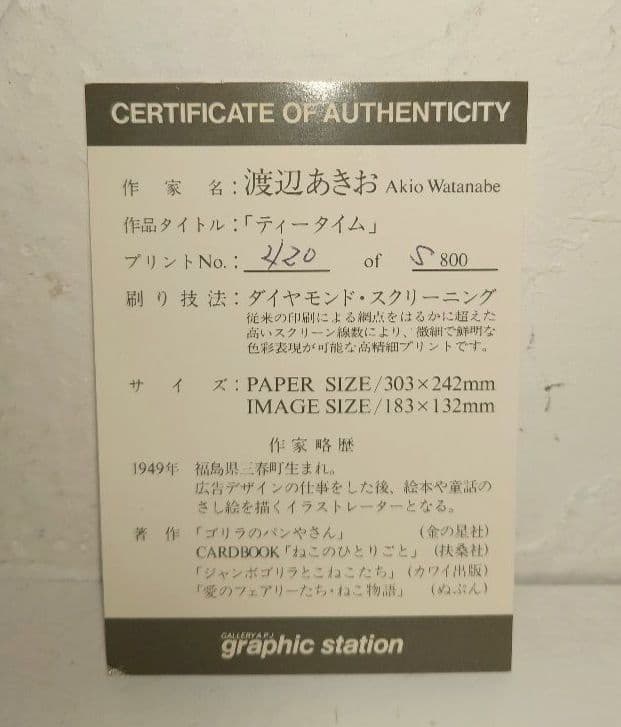 CERTIFICATE OF AUTHENTICITY
作家名：渡辺あきお Akio Watanabe
作品タイトル：「ティータイム」
プリントNo.：420 of S 800
刷り技法：ダイヤモンド・スクリーニング
従来の印刷による網点をはるかに超えた
高いスクリーン線数により、微細で鮮明な
色彩表現が可能な高精細プリントです。
サイズ：PAPER SIZE/303×242mm
IMAGE SIZE/183×132mm
作家略歴
1949年 福島県三春町生まれ。
広告デザインの仕事をした後、絵本や童話の
さし絵を描くイラストレーターとなる。
著作 「ゴリラのパンやさん」 (金の星社)
CARDBOOK「ねこのひとりごと」 (扶桑社)
「ジャンボゴリラとこねこたち」 (カワイ出版)
「愛のフェアリーたち・ねこ物語」 (ぬぷん)
GALLERY A.P.J
graphic station